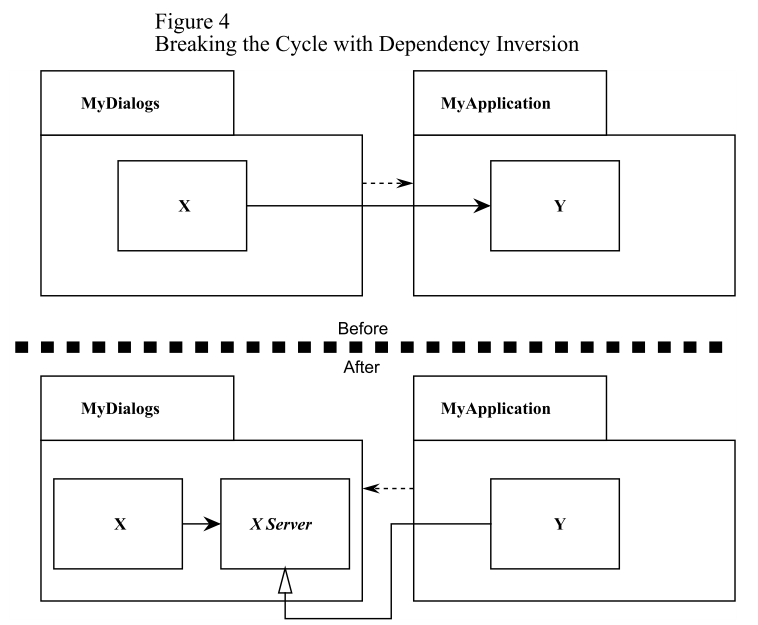 Figure 4
Breaking the Cycle with Dependency Inversion
MyDialogs
MyApplication
X
Y
Before
After
MyDialogs
MyApplication
X
X Server
Y